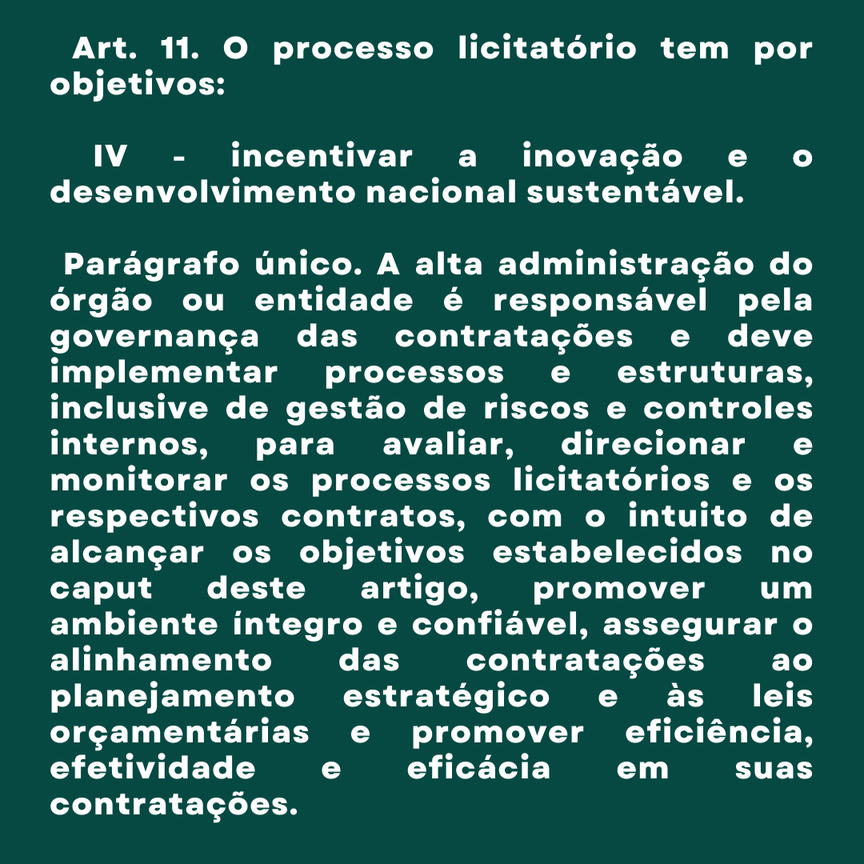 Art. 11. O processo licitatório tem por
objetivos:
IV - incentivar a inovação e o
desenvolvimento nacional sustentável.
Parágrafo único. A alta administração do
órgão ou entidade é responsável pela
governança das contratações e deve
implementar processos e estruturas,
inclusive de gestão de riscos e controles
internos, para avaliar, direcionar e
monitorar os processos licitatórios e os
respectivos contratos, com o intuito de
alcançar os objetivos estabelecidos no
caput deste artigo, promover um
ambiente íntegro e confiável, assegurar o
alinhamento das contratações ao
planejamento estratégico e às leis
orçamentárias e promover eficiência,
efetividade e eficácia em suas
contratações.